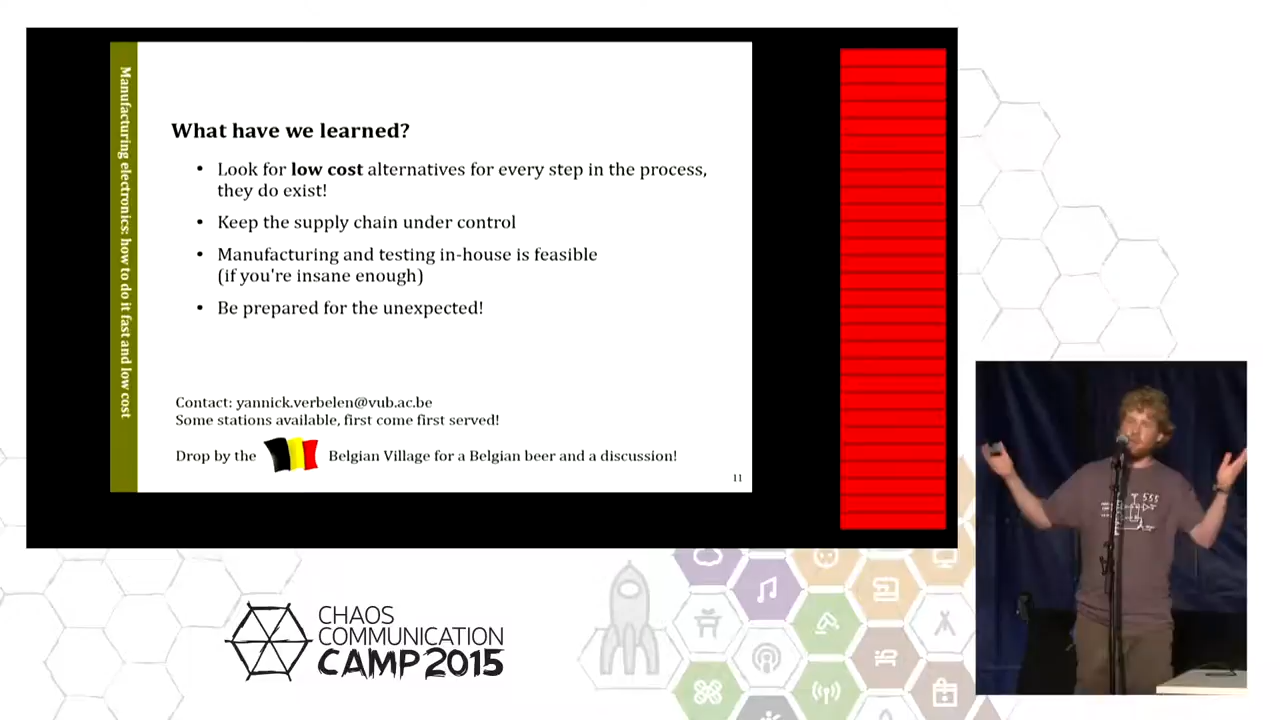 Manufacturing electronics: how to do it fast and low cost
What have we learned?
• Look for low cost alternatives for every step in the process,
they do exist!
• Keep the supply chain under control
• Manufacturing and testing in-house is feasible
(if you're insane enough)
• Be prepared for the unexpected!
Contact: yannick.verbelen@vub.ac.be
Some stations available, first come first served!
Drop by the Belgian Village for a Belgian beer and a discussion!
11
555
CHAOS
COMMUNICATION
CAMP 2015